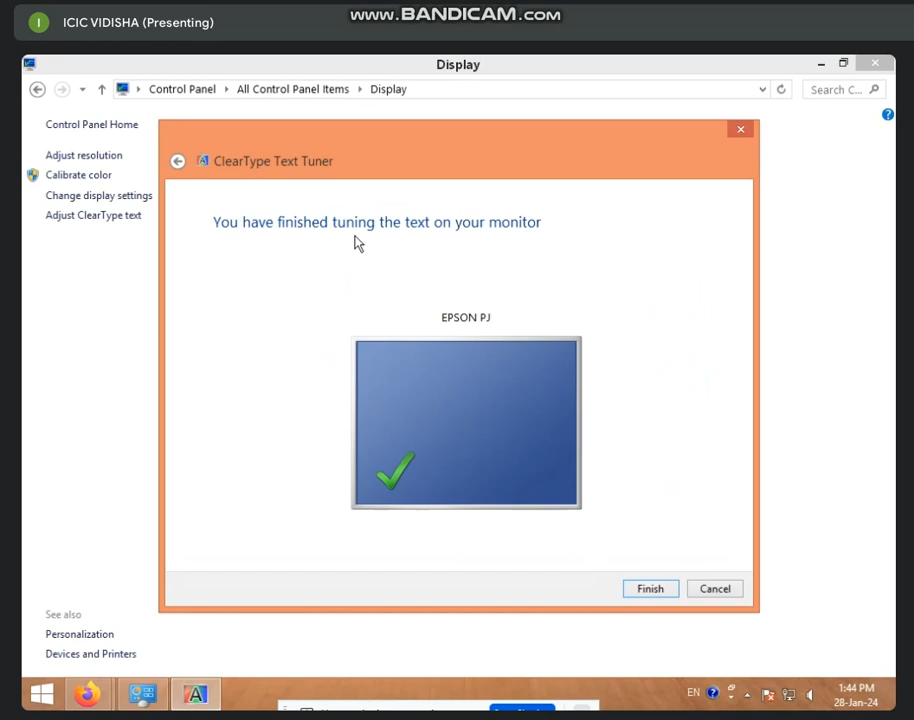 I ICIC VIDISHA (Presenting)
www.BANDICAM.com
Display
Control Panel All Control Panel Items Display
Search C...
Control Panel Home
Adjust resolution
Calibrate color
Change display settings
Adjust ClearType text
ClearType Text Tuner
You have finished tuning the text on your monitor
EPSON PJ
Finish Cancel
See also
Personalization
Devices and Printers
EN
1:44 PM
28-Jan-24